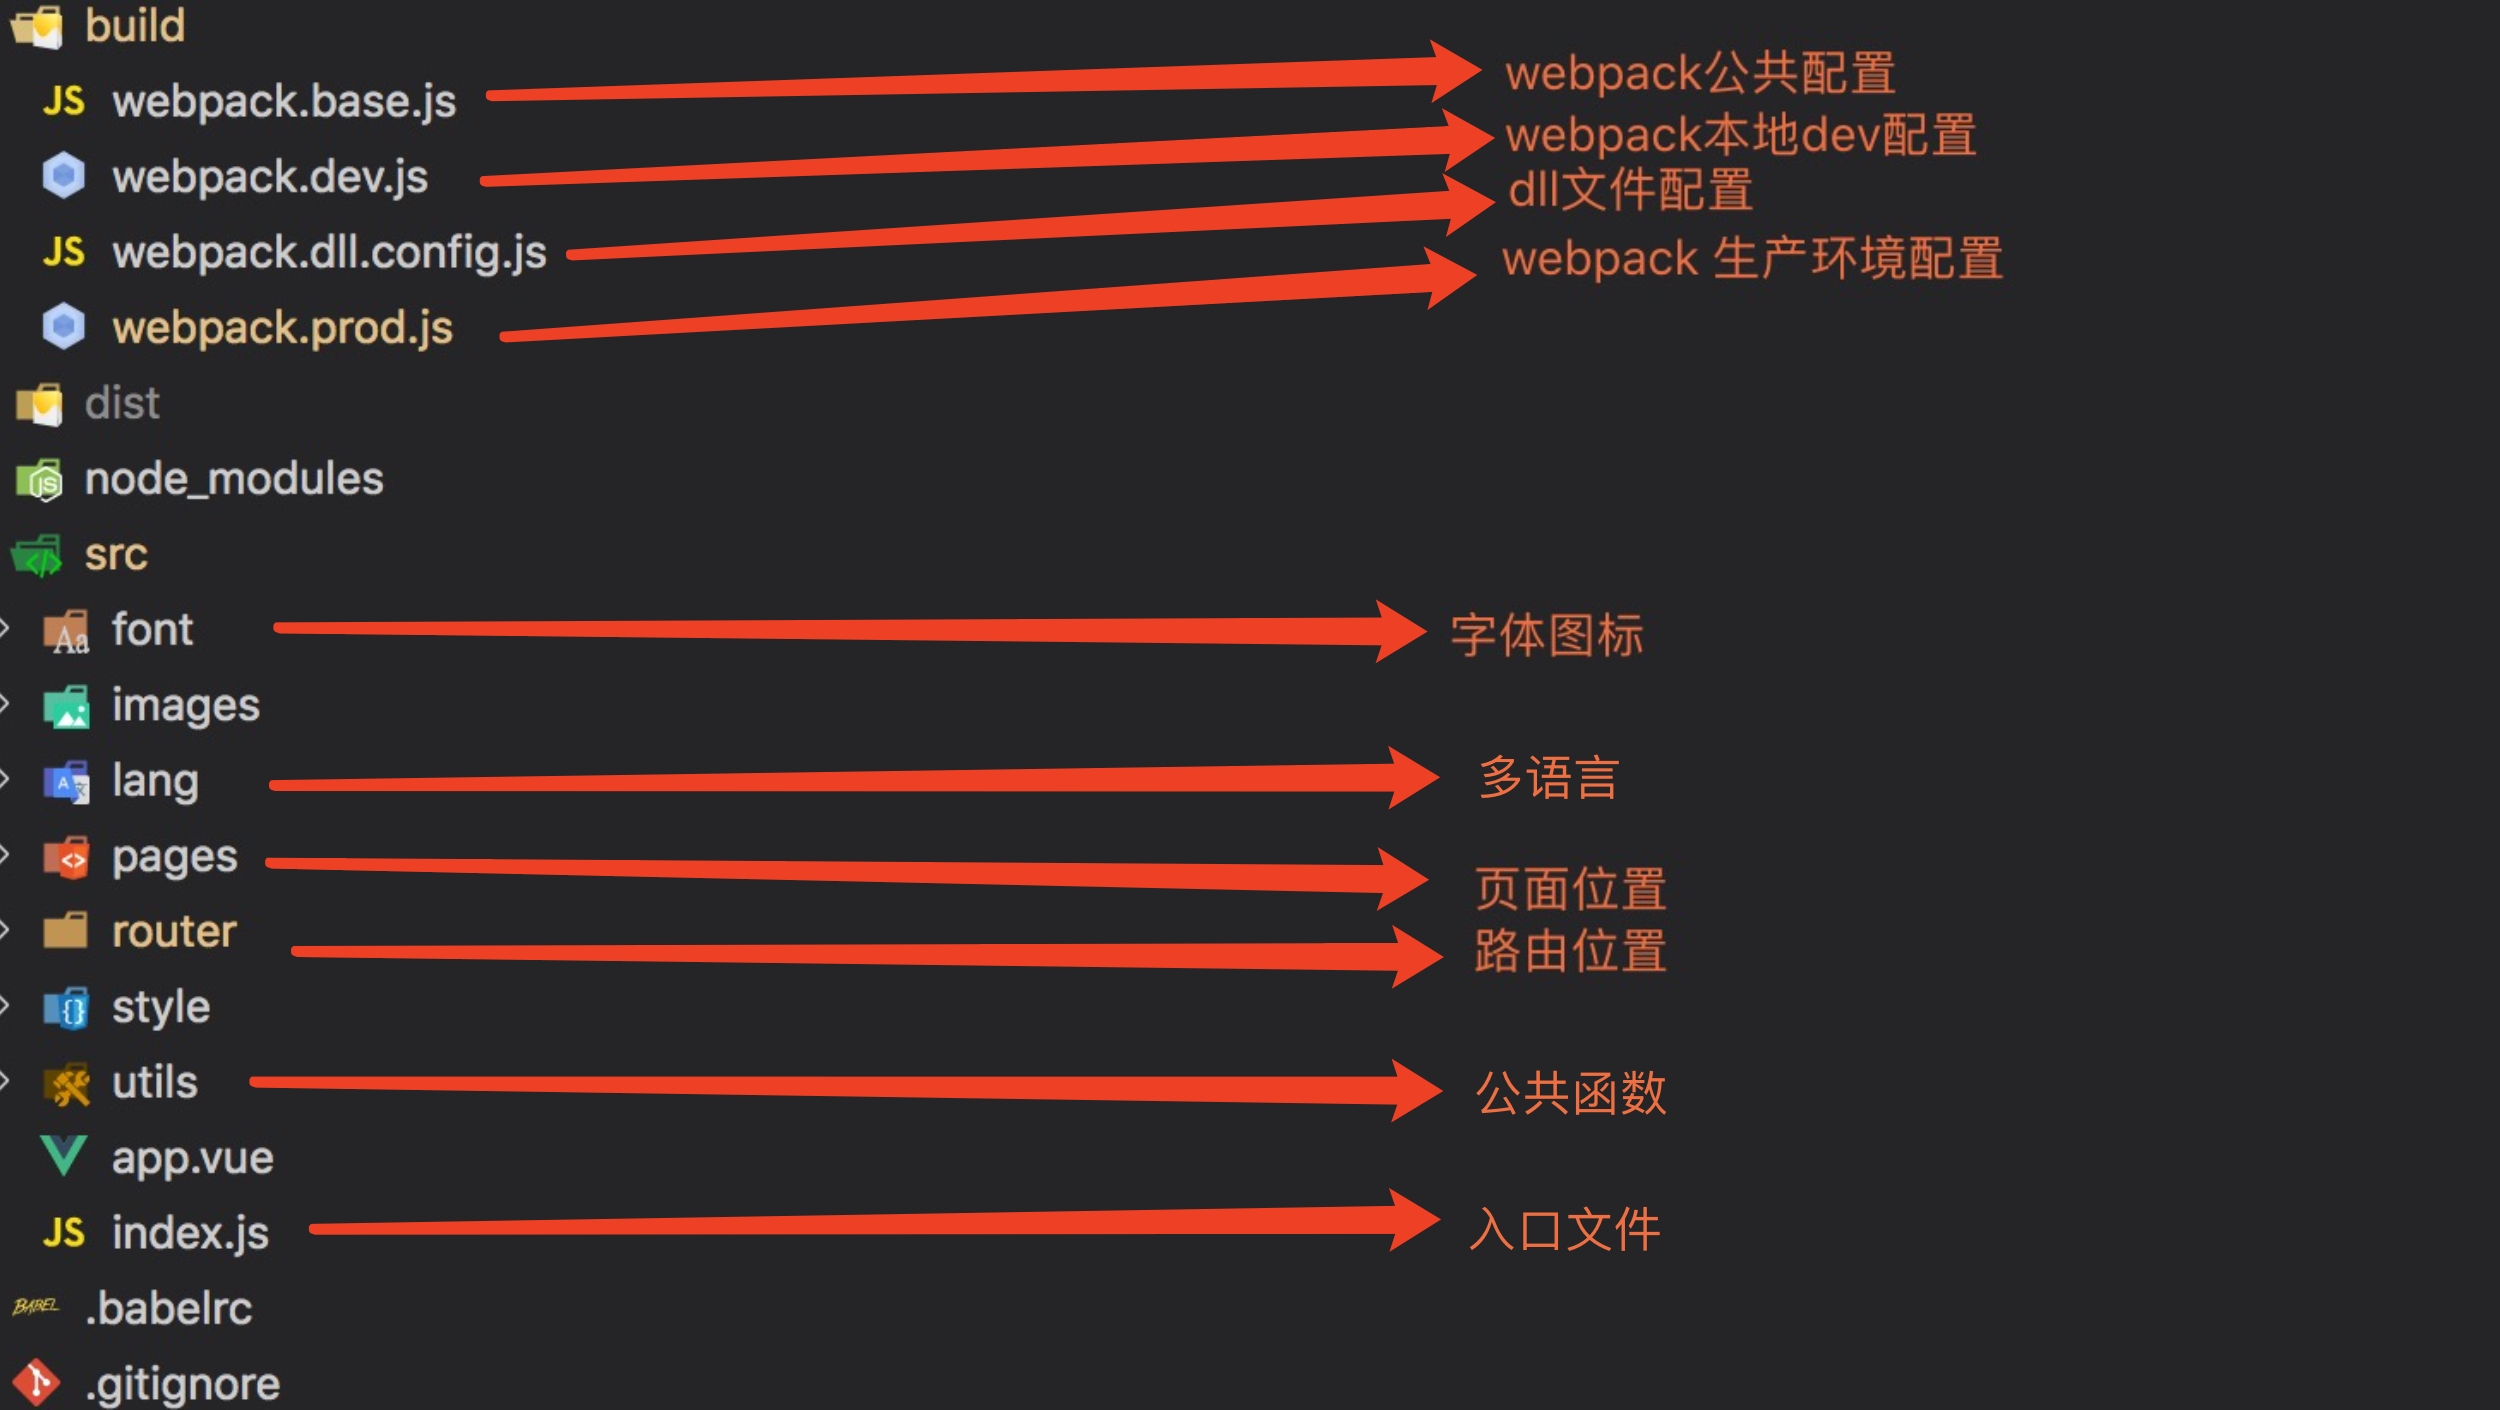 build
webpack.base.js webpack公共配置
webpack.dev.js webpack本地dev配置
webpack.dll.config.js dll文件配置
webpack.prod.js webpack 生产环境配置
dist
node_modules
src
font 字体图标
images
lang 多语言
pages 页面位置
router 路由位置
style
utils 公共函数
app.vue
index.js 入口文件
.babelrc
.gitignore